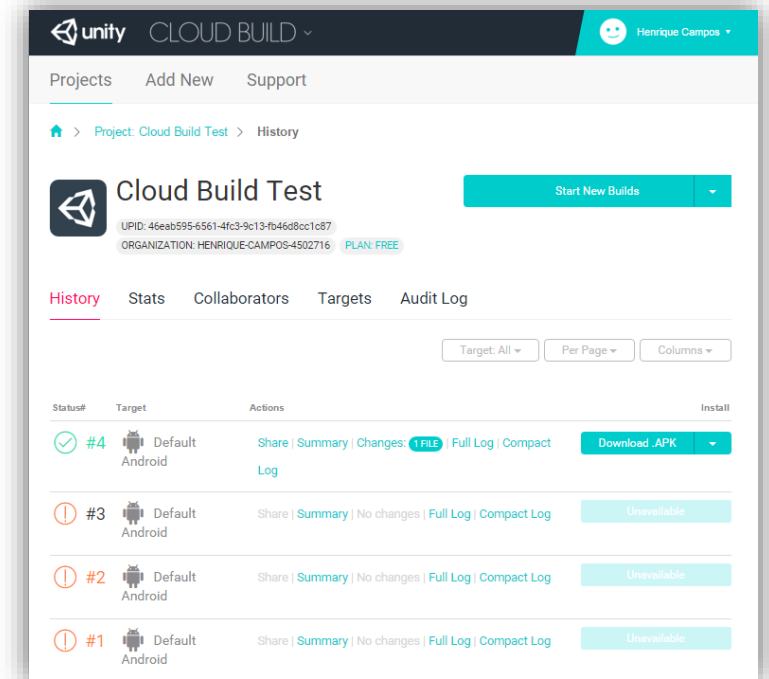 unity CLOUD BUILD
Henrique Campos
Projects Add New Support
> Project: Cloud Build Test > History
Cloud Build Test
Start New Builds
UPID: 46eab595-6561-4fc3-9c13-fb46d8cc1c87
ORGANIZATION: HENRIQUE-CAMPOS-4502716 PLAN: FREE
History Stats Collaborators Targets Audit Log
Target: All Per Page Columns
Status# Target Actions Install
#4 Default Android Share | Summary | Changes: 1 FILE | Full Log | Compact Log Download .APK
#3 Default Android Share | Summary | No changes | Full Log | Compact Log Unavailable
#2 Default Android Share | Summary | No changes | Full Log | Compact Log Unavailable
#1 Default Android Share | Summary | No changes | Full Log | Compact Log Unavailable